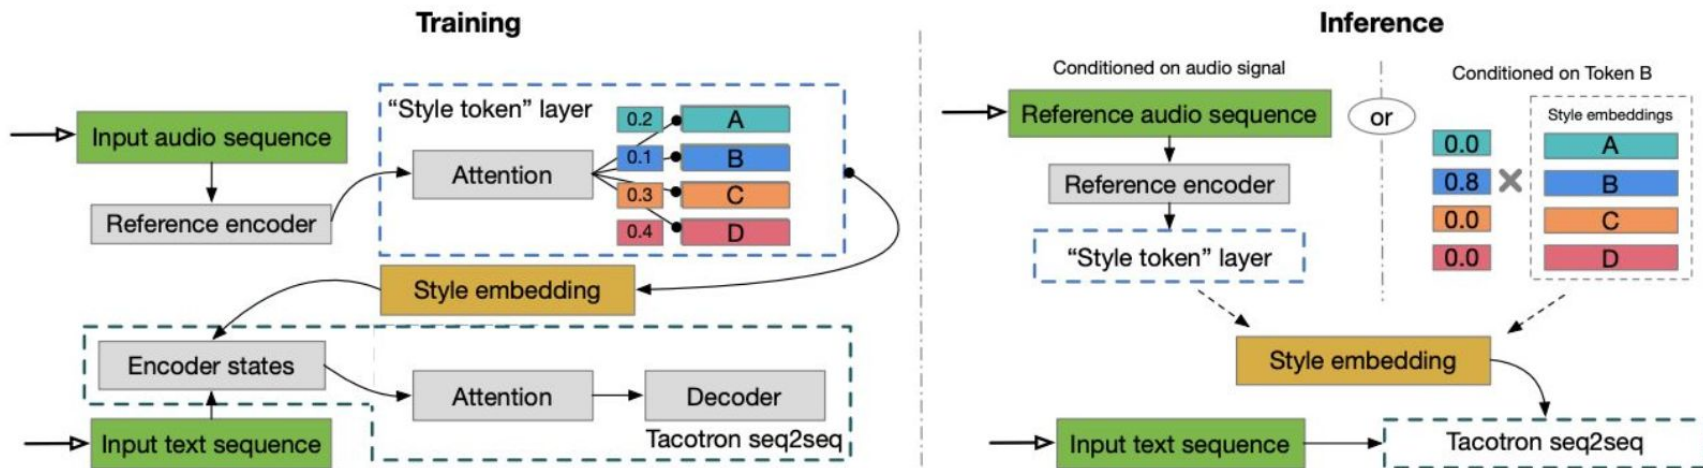 Training
"Style token" layer
Input audio sequence
Reference encoder
Attention
0.2
A
0.1
B
0.3
C
0.4
D
Style embedding
Encoder states
Attention
Decoder
Tacotron seq2seq
Input text sequence
Inference
Conditioned on audio signal
Reference audio sequence
Reference encoder
"Style token" layer
or
Conditioned on Token B
Style embeddings
0.0
A
0.8
B
0.0
C
0.0
D
Style embedding
Input text sequence
Tacotron seq2seq